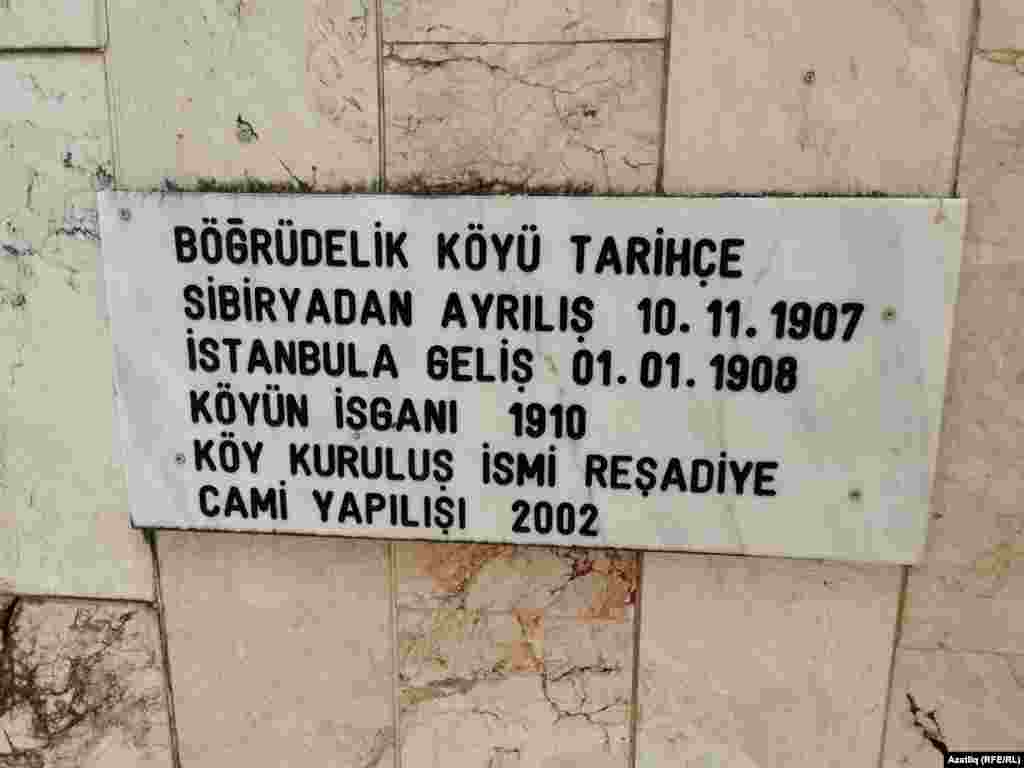 BÖĞRÜDELİK KÖYÜ TARİHÇE
SİBİRYADAN AYRILIŞ 10.11.1907
İSTANBULA GELİŞ 01.01.1908
KÖYÜN İSGANI 1910
KÖY KURULUŞ İSMİ REŞADİYE
CAMİ YAPILIŞI 2002
Azatliq (RFE/RL)